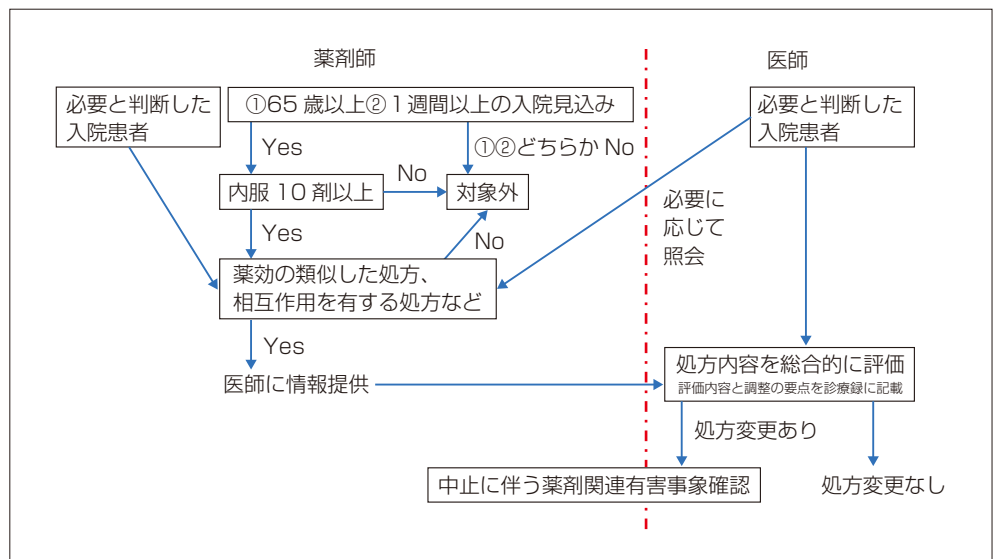 薬剤師
医師
必要と判断した
入院患者
①65 歳以上②1 週間以上の入院見込み
必要と判断した
入院患者
Yes
①②どちらか No
内服 10 剤以上
No
対象外
必要に
応じて
照会
Yes
No
薬効の類似した処方、
相互作用を有する処方など
Yes
医師に情報提供
処方内容を総合的に評価
評価内容と調整の要点を診療録に記載
処方変更あり
中止に伴う薬剤関連有害事象確認
処方変更なし